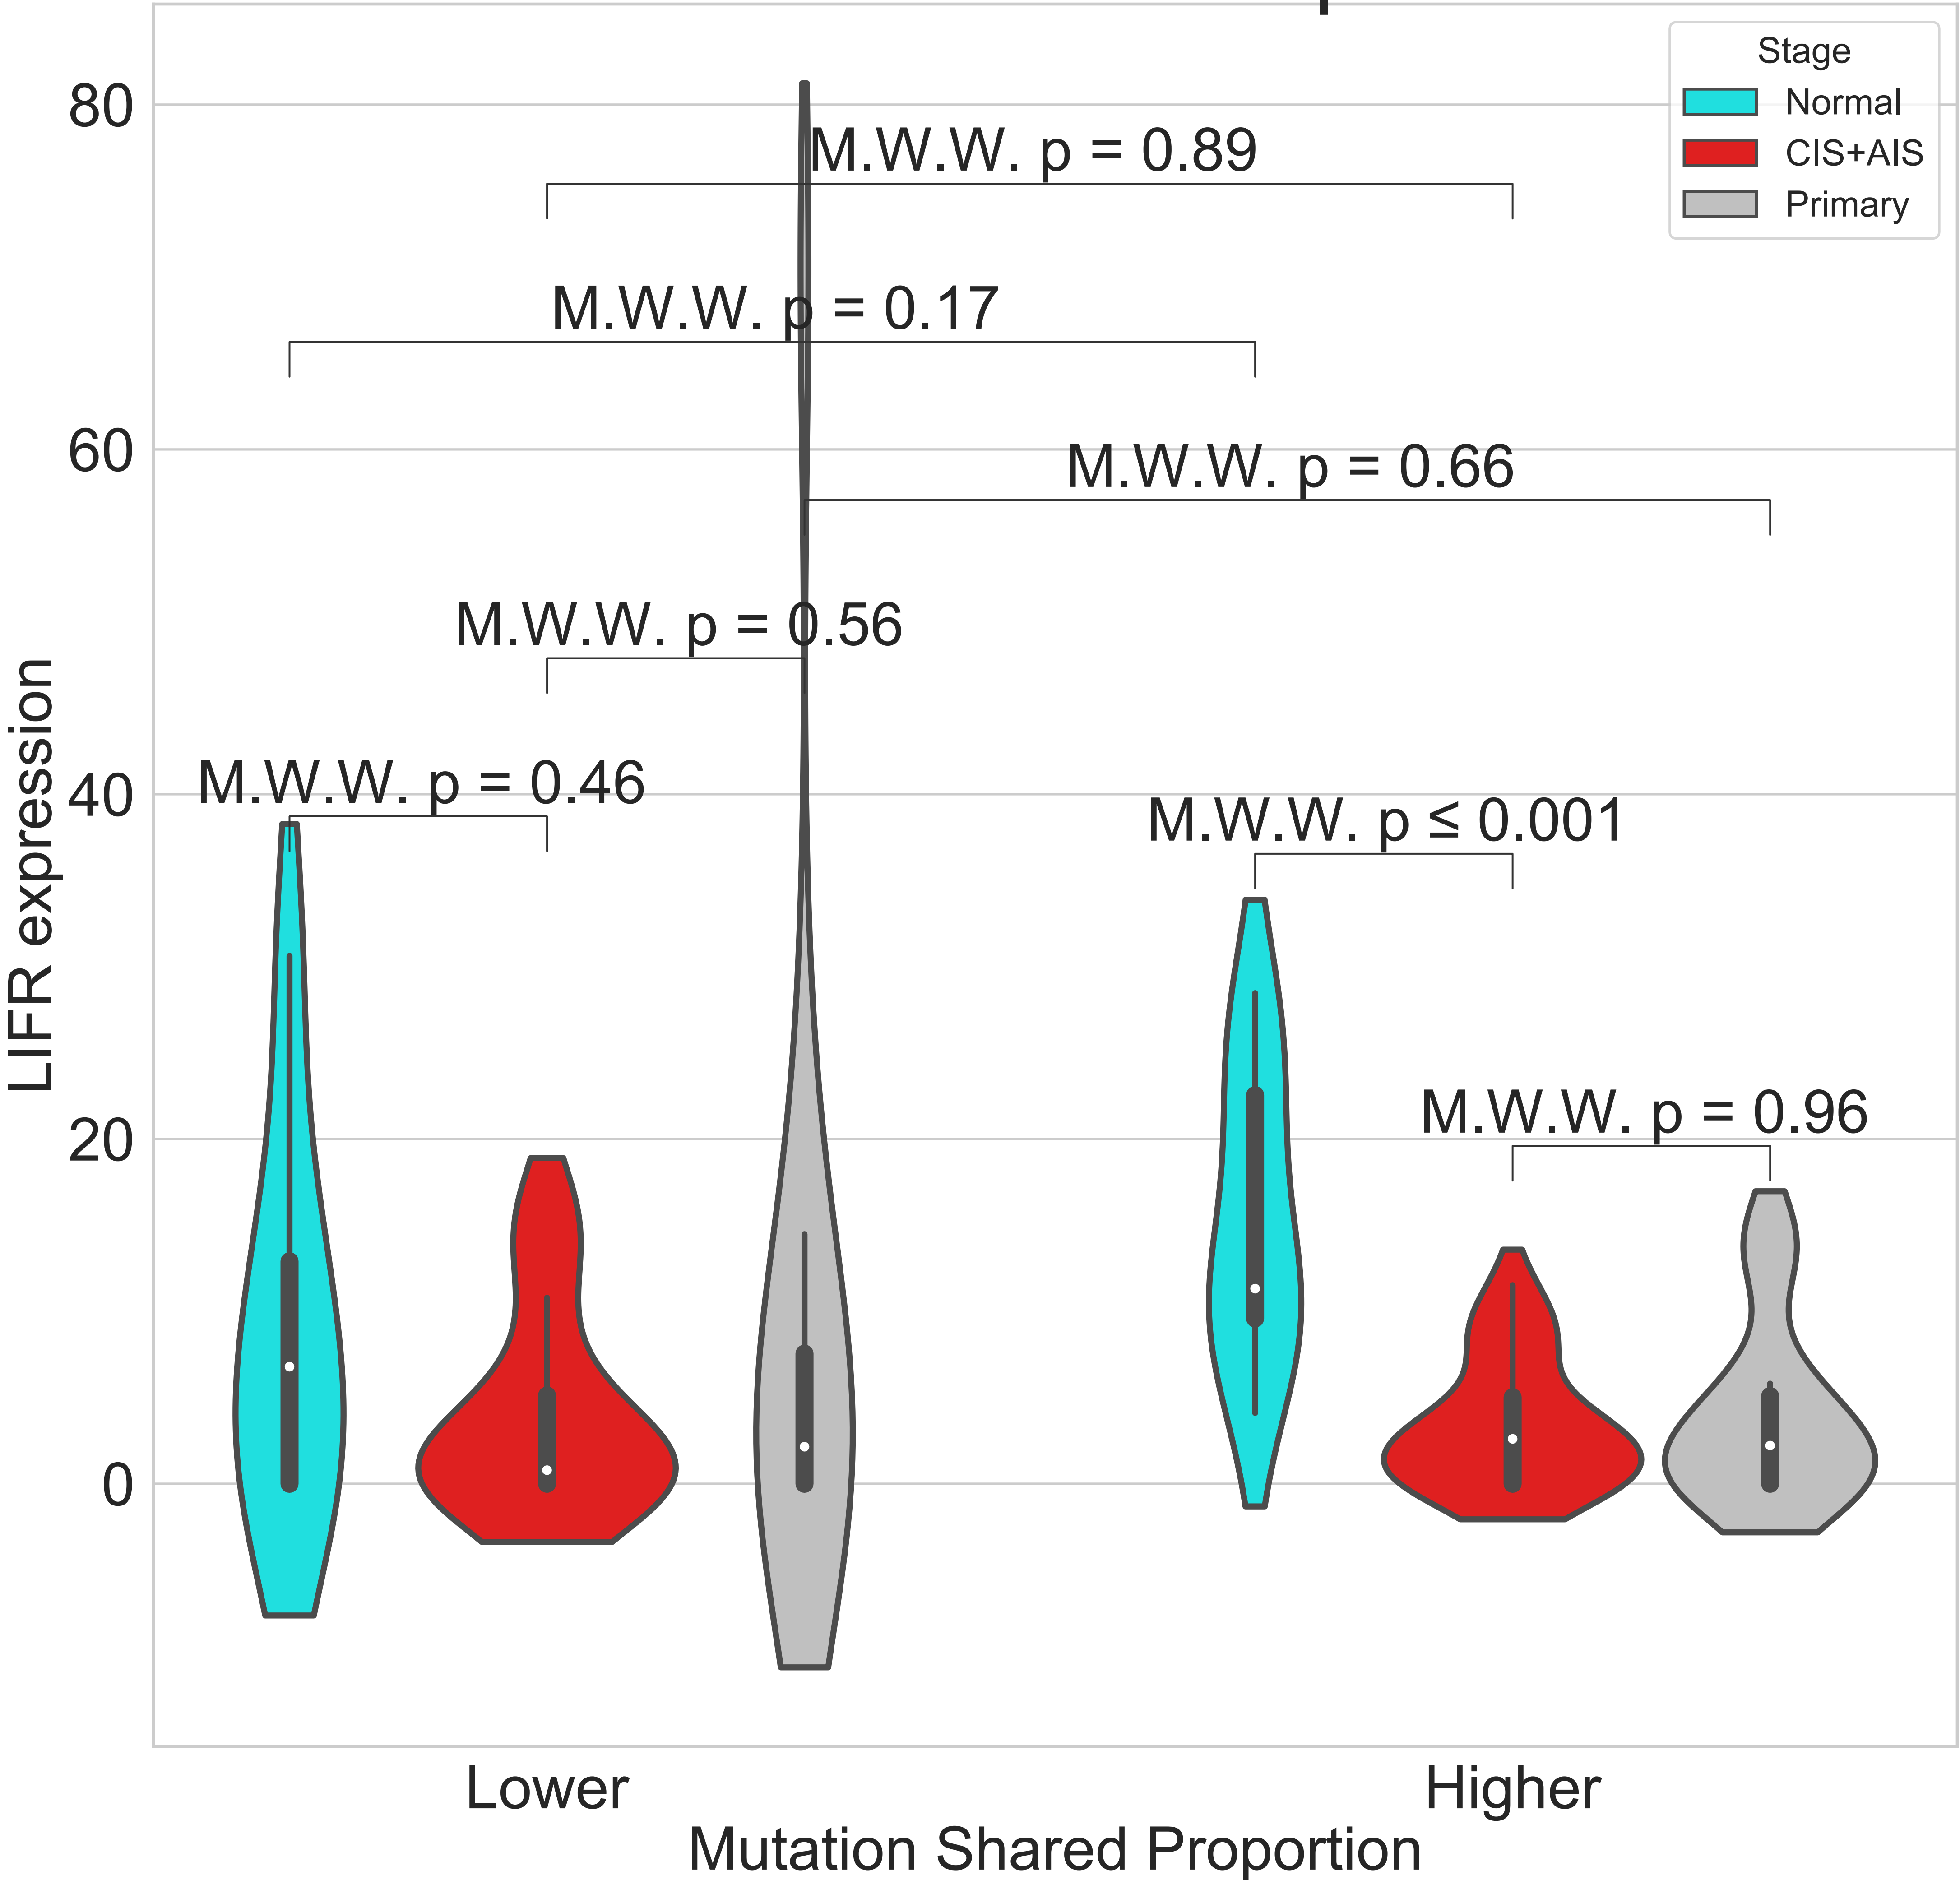 Stage
Normal
CIS+AIS
Primary
80
60
40
20
0
LIFR expression
M.W.W. p = 0.89
M.W.W. p = 0.17
M.W.W. p = 0.66
M.W.W. p = 0.56
M.W.W. p = 0.46
M.W.W. p ≤ 0.001
M.W.W. p = 0.96
Lower
Higher
Mutation Shared Proportion